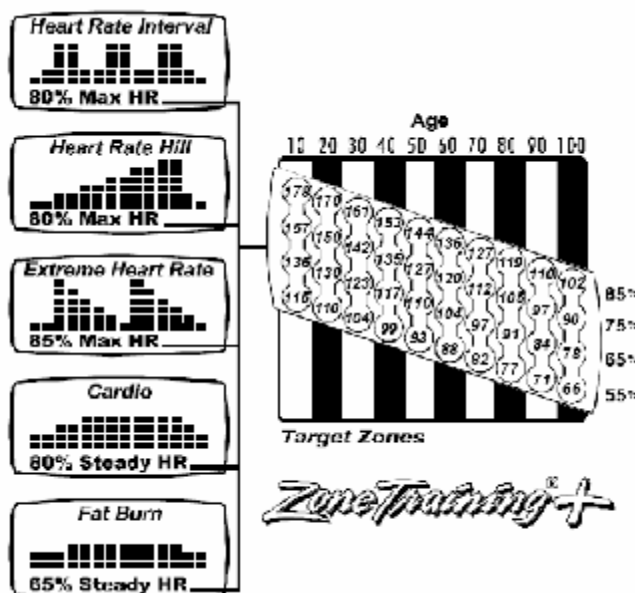 Heart Rate Interval
80% Max HR
Heart Rate Hill
80% Max HR
Extreme Heart Rate
85% Max HR
Cardio
80% Steady HR
Fat Burn
65% Steady HR
Age
10 20 30 40 50 60 70 80 90 100
178 170 161 153 144 136 127 119 110 102 85%
157 150 142 135 127 120 112 105 97 90 75%
136 130 123 117 110 104 97 91 84 78 65%
110 104 99 93 88 82 77 71 66 55%
Target Zones
ZoneTraining®+